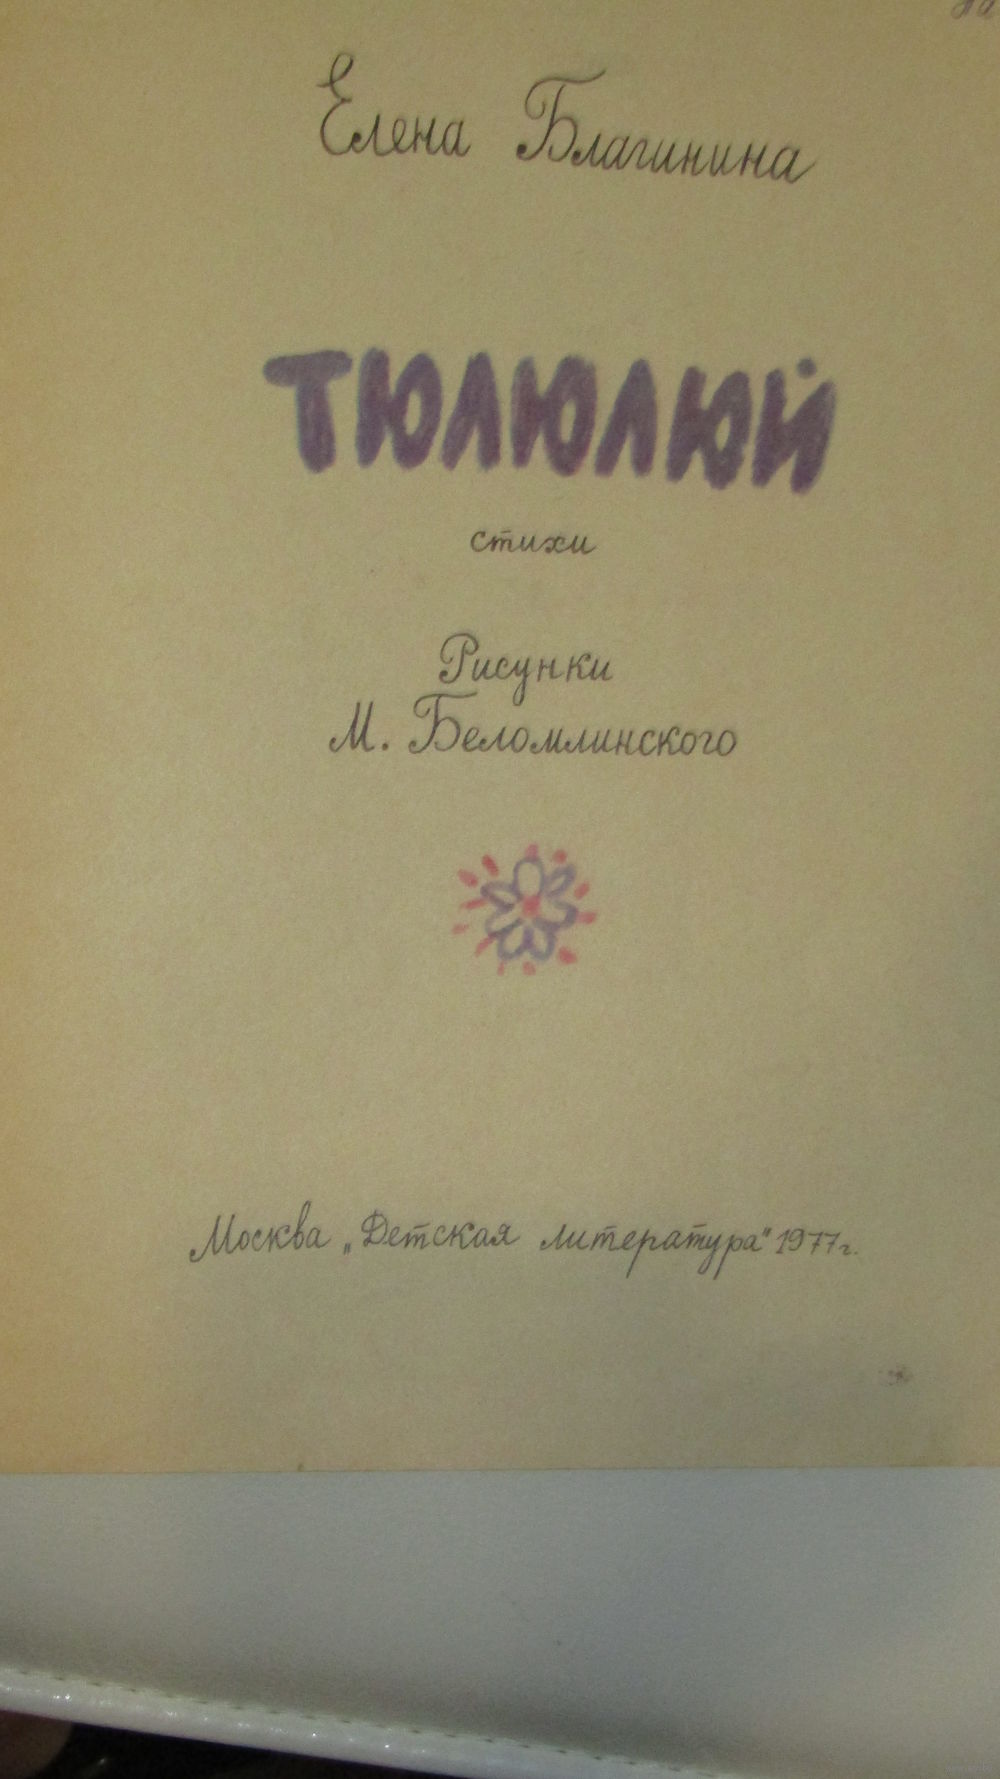 Елена Благинина
ТЮЛЮЛЮЙ
стихи
Рисунки
М. Беломлинского
Москва „Детская литература" 1977г.